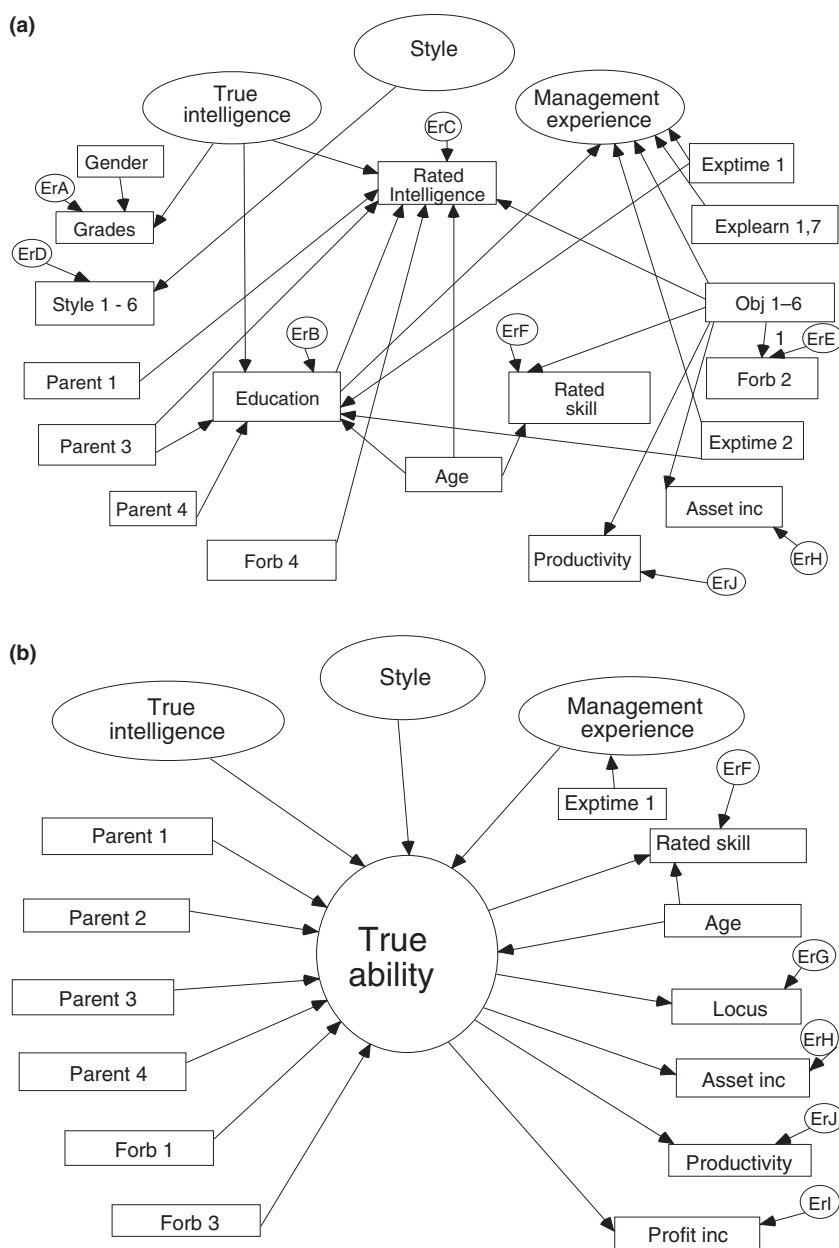 (a)
Style
True
intelligence
Management
experience
ErC
Gender
Exptime 1
Rated
Intelligence
ErA
Grades
Explearn 1,7
ErD
Style 1 - 6
Obj 1–6
ErB
ErF
1
ErE
Parent 1
Education
Rated
skill
Forb 2
Parent 3
Exptime 2
Age
Parent 4
Asset inc
Forb 4
Productivity
ErH
ErJ
(b)
Style
True
intelligence
Management
experience
ErF
Exptime 1
Parent 1
Rated skill
Parent 2
Age
True
ability
ErG
Parent 3
Locus
ErH
Parent 4
Asset inc
ErJ
Forb 1
Productivity
ErI
Forb 3
Profit inc